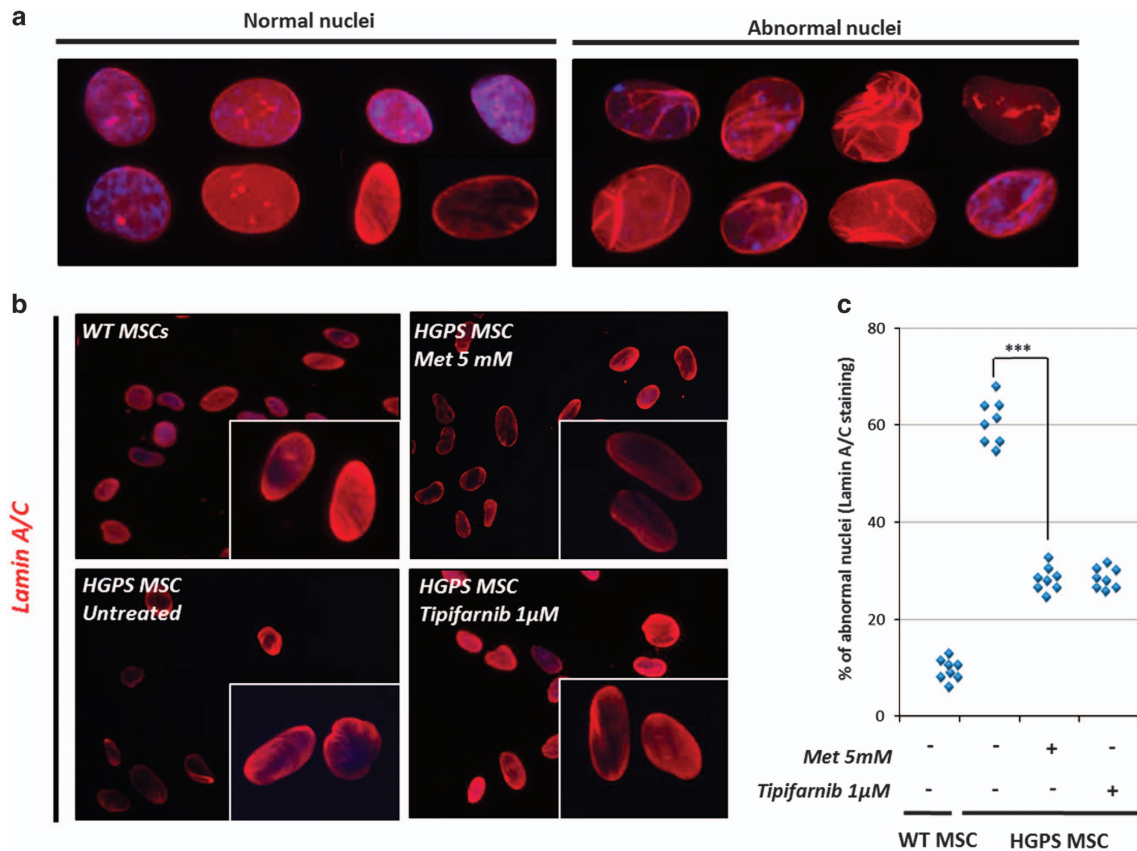 a
Normal nuclei
Abnormal nuclei
b
Lamin A/C
WT MSCs
HGPS MSC
Met 5 mM
HGPS MSC
Untreated
HGPS MSC
Tipifarnib 1µM
c
% of abnormal nuclei (Lamin A/C staining)
80
60
40
20
0
***
Met 5mM - - + -
Tipifarnib 1µM - - - +
WT MSC HGPS MSC